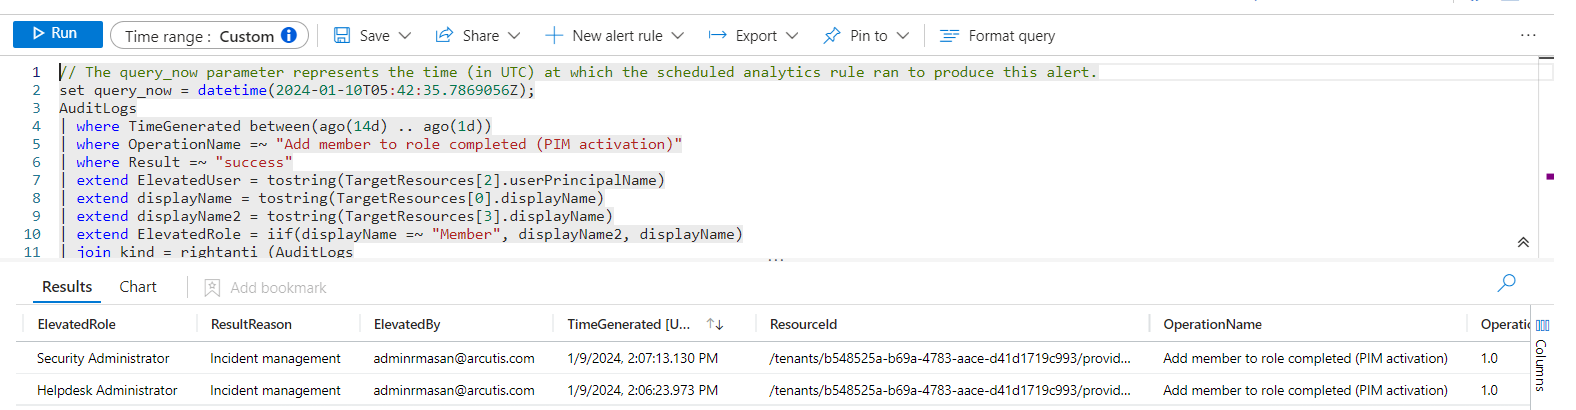 Run Time range : Custom Save Share New alert rule Export Pin to Format query
1 // The query_now parameter represents the time (in UTC) at which the scheduled analytics rule ran to produce this alert.
2 set query_now = datetime(2024-01-10T05:42:35.7869056Z);
3 AuditLogs
4 | where TimeGenerated between(ago(14d) .. ago(1d))
5 | where OperationName =~ "Add member to role completed (PIM activation)"
6 | where Result =~ "success"
7 | extend ElevatedUser = tostring(TargetResources[2].userPrincipalName)
8 | extend displayName = tostring(TargetResources[0].displayName)
9 | extend displayName2 = tostring(TargetResources[3].displayName)
10 | extend ElevatedRole = iif(displayName =~ "Member", displayName2, displayName)
11 | join kind = rightanti (AuditLogs
Results Chart Add bookmark
ElevatedRole ResultReason ElevatedBy TimeGenerated [U... ResourceId OperationName Operatic
Security Administrator Incident management adminrmasan@arcutis.com 1/9/2024, 2:07:13.130 PM /tenants/b548525a-b69a-4783-aace-d41d1719c993/provid... Add member to role completed (PIM activation) 1.0
Helpdesk Administrator Incident management adminrmasan@arcutis.com 1/9/2024, 2:06:23.973 PM /tenants/b548525a-b69a-4783-aace-d41d1719c993/provid... Add member to role completed (PIM activation) 1.0
Columns